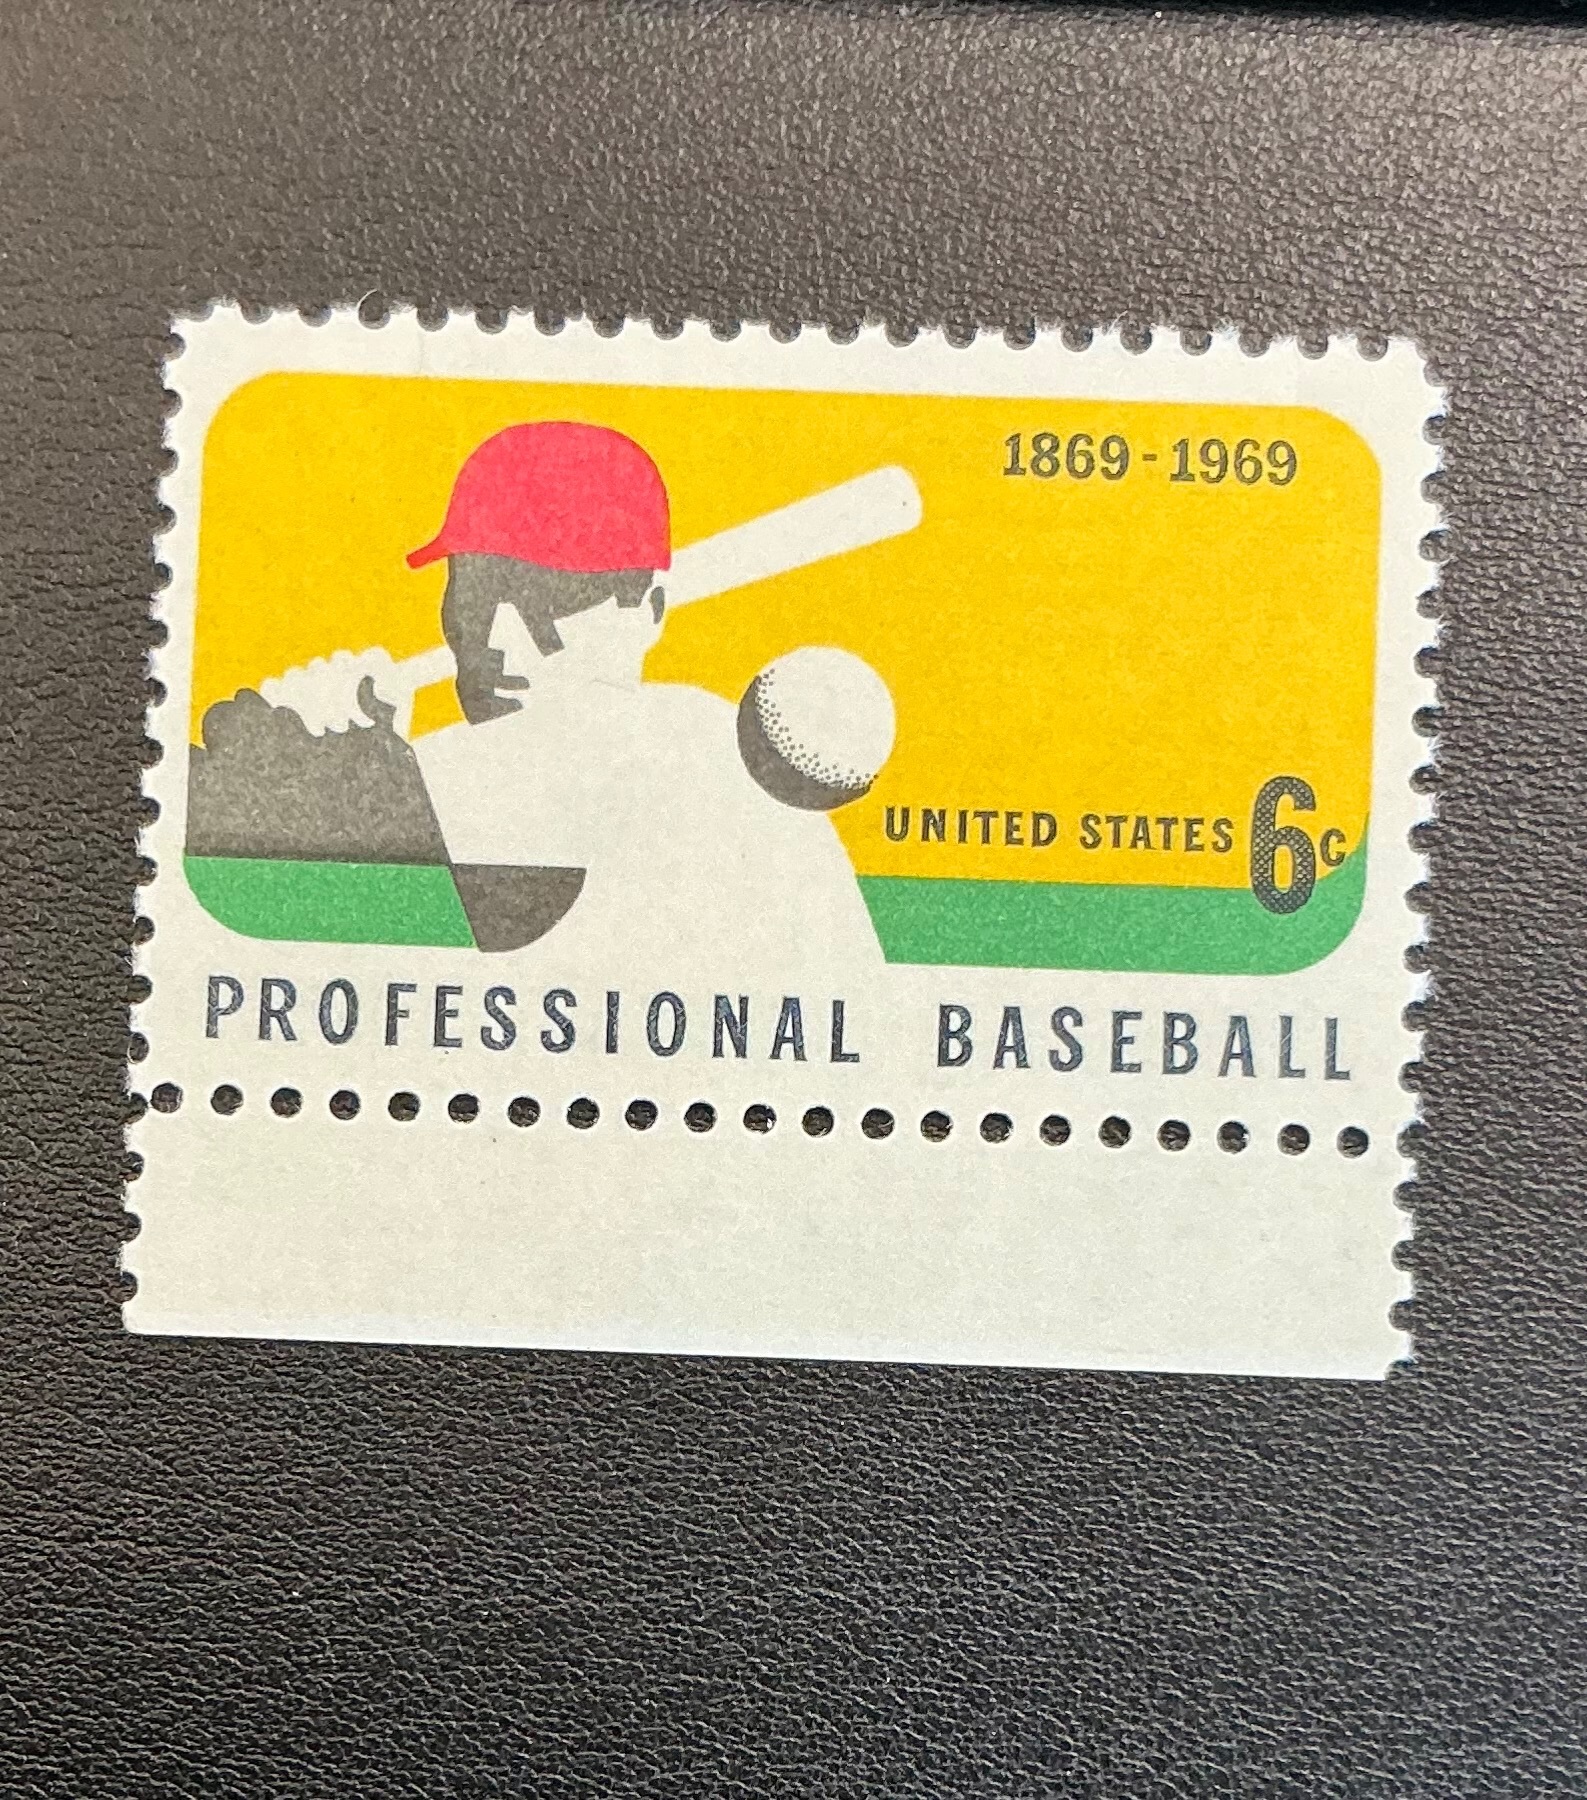 1869-1969
UNITED STATES 6c
PROFESSIONAL BASEBALL